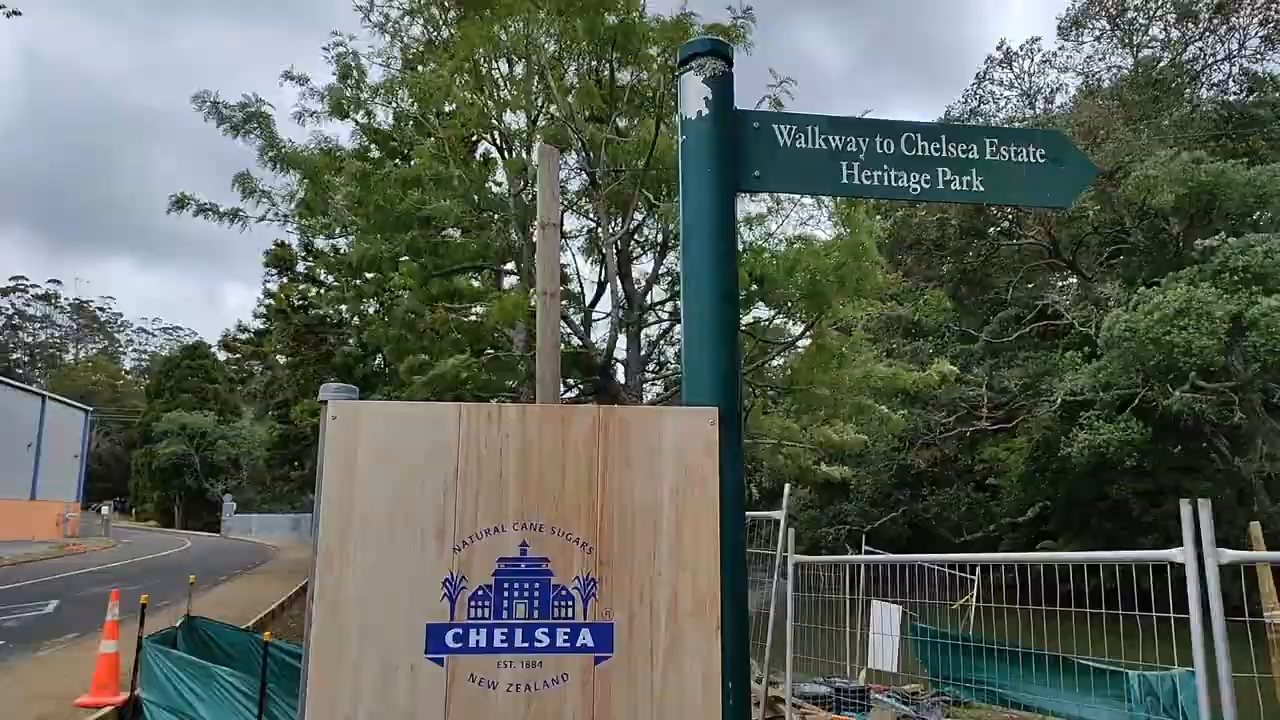 Walkway to Chelsea Estate
Heritage Park
NATURAL CANE SUGARS
®
CHELSEA
EST. 1884
NEW ZEALAND